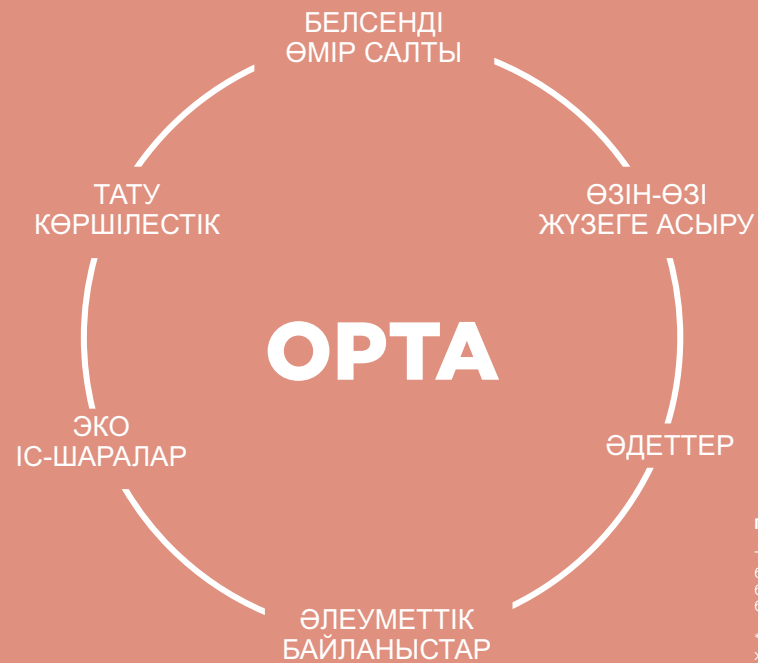 БЕЛСЕНДІ
ӨМІР САЛТЫ
ТАТУ
КӨРШІЛЕСТІК
ӨЗІН-ӨЗІ
ЖҮЗЕГЕ АСЫРУ
ОРТА
ЭКО
ІС-ШАРАЛАР
ӘДЕТТЕР
ӘЛЕУМЕТТІК
БАЙЛАНЫСТАР